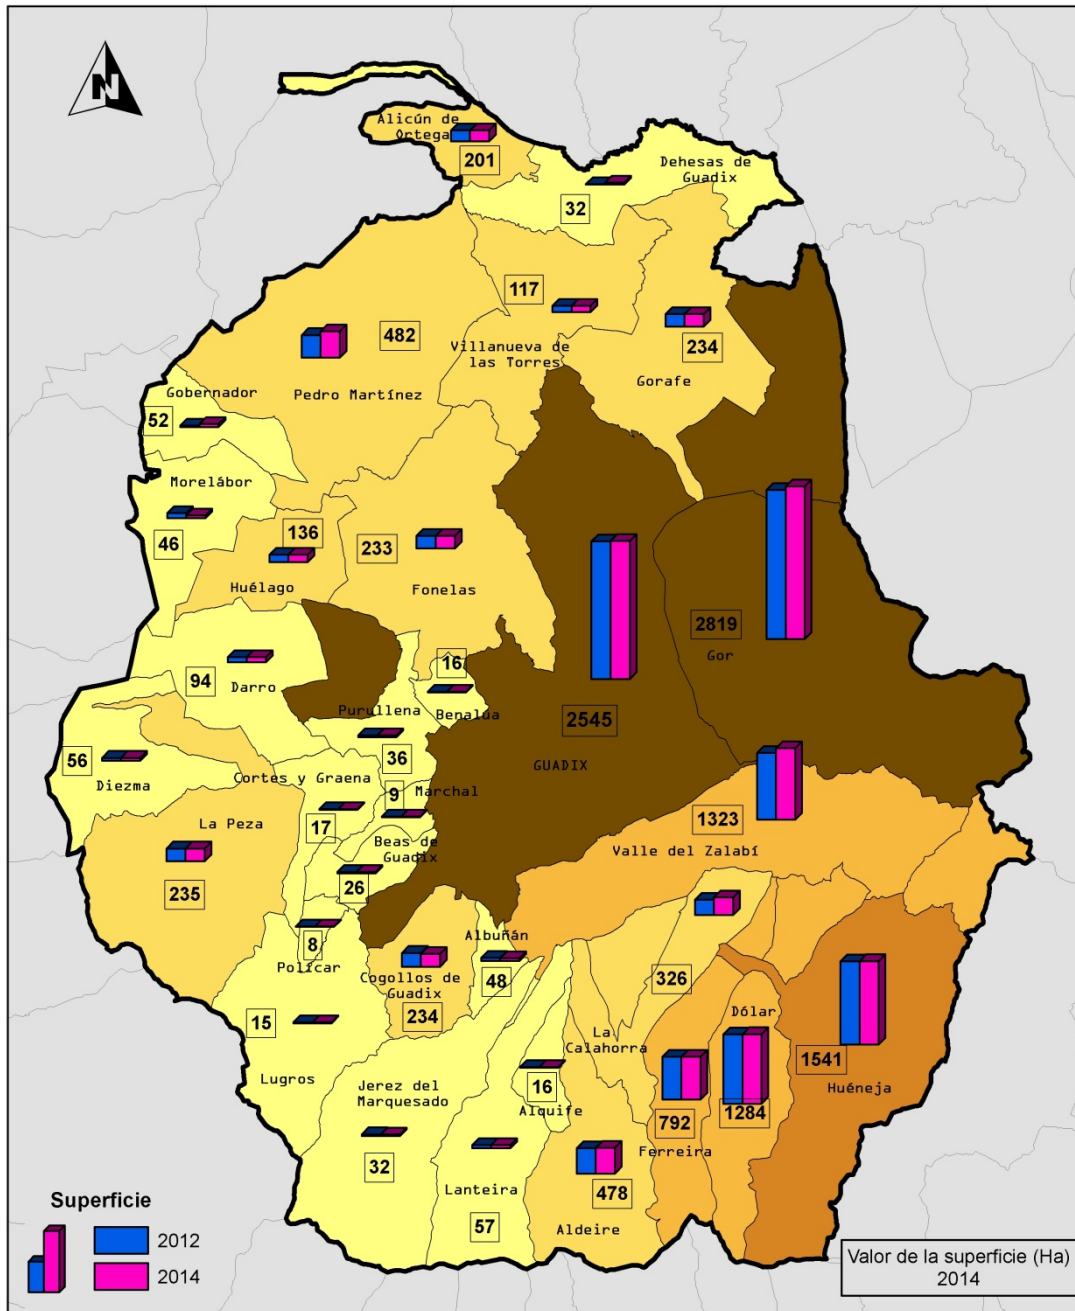 N
Alicún de
Ortega
201
Dehesas de
Guadix
32
117
Villanueva de
las Torres
482
Pedro Martínez
234
Gorafe
Gobernador
52
Morelábor
46
136
Huélago
233
Fonelas
2819
Gor
94
Darro
16
Benalúa
Purullena
36
2545
GUADIX
56
Diezma
Cortes y Graena
17
9
Marchal
1323
Valle del Zalabí
La Peza
235
Beas de
Guadix
26
8
Polícar
Albuñán
48
Cogollos de
Guadix
234
326
La
Calahorra
Dólar
1284
1541
Huéneja
15
Lugros
Jerez del
Marquesado
32
16
Alquife
792
Ferreira
Lanteira
57
478
Aldeire
Superficie
2012
2014
Valor de la superficie (Ha)
2014